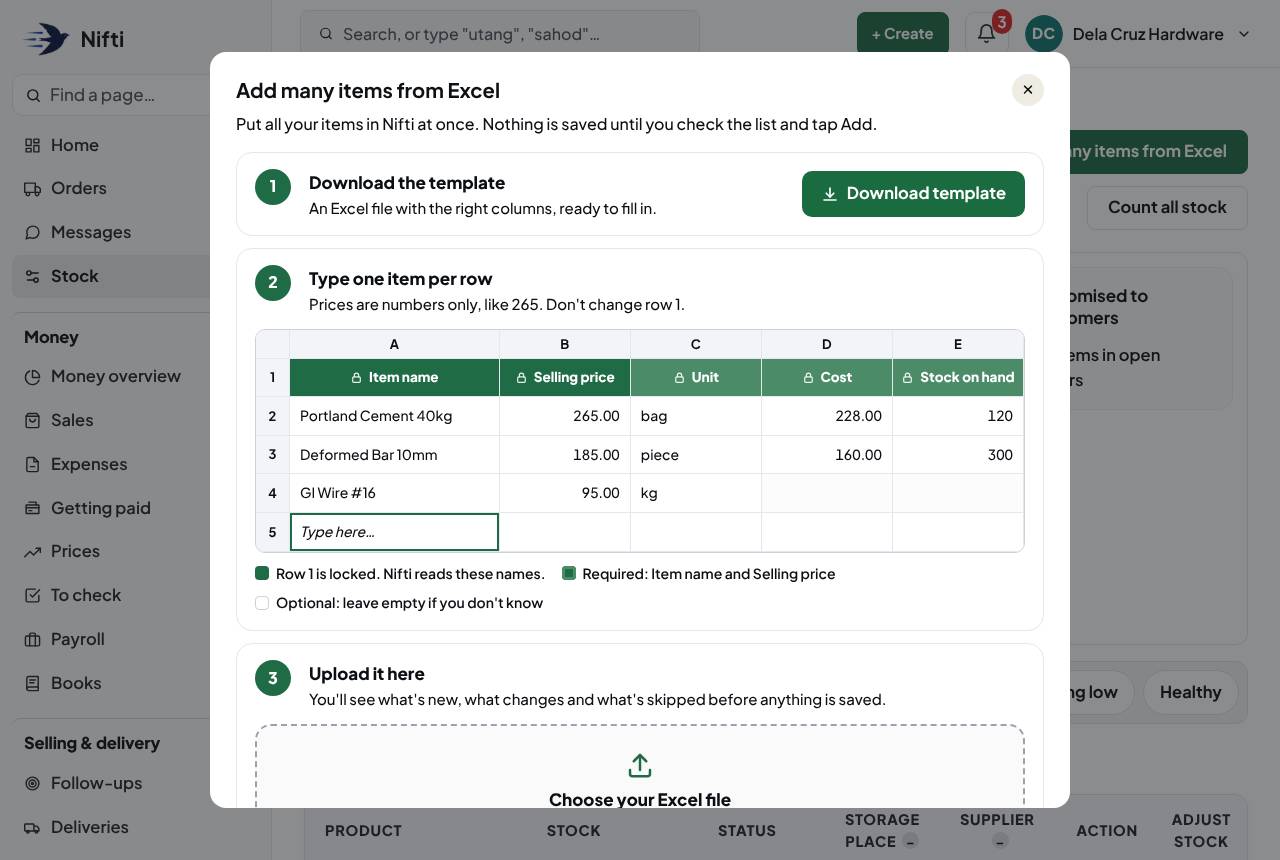 Nifti
Search, or type "utang", "sahod"...
+ Create
3
DC
Dela Cruz Hardware
Find a page...
Home
Orders
Messages
Stock
Money
Money overview
Sales
Expenses
Getting paid
Prices
To check
Payroll
Books
Selling & delivery
Follow-ups
Deliveries
Add many items from Excel
Put all your items in Nifti at once. Nothing is saved until you check the list and tap Add.
1
Download the template
An Excel file with the right columns, ready to fill in.
Download template
2
Type one item per row
Prices are numbers only, like 265. Don't change row 1.
A B C D E
1 Item name Selling price Unit Cost Stock on hand
2 Portland Cement 40kg 265.00 bag 228.00 120
3 Deformed Bar 10mm 185.00 piece 160.00 300
4 GI Wire #16 95.00 kg
5 Type here...
Row 1 is locked. Nifti reads these names. Required: Item name and Selling price
Optional: leave empty if you don't know
3
Upload it here
You'll see what's new, what changes and what's skipped before anything is saved.
Choose your Excel file
items from Excel
Count all stock
low
Healthy
PRODUCT STOCK STATUS STORAGE PLACE – SUPPLIER – ACTION ADJUST STOCK